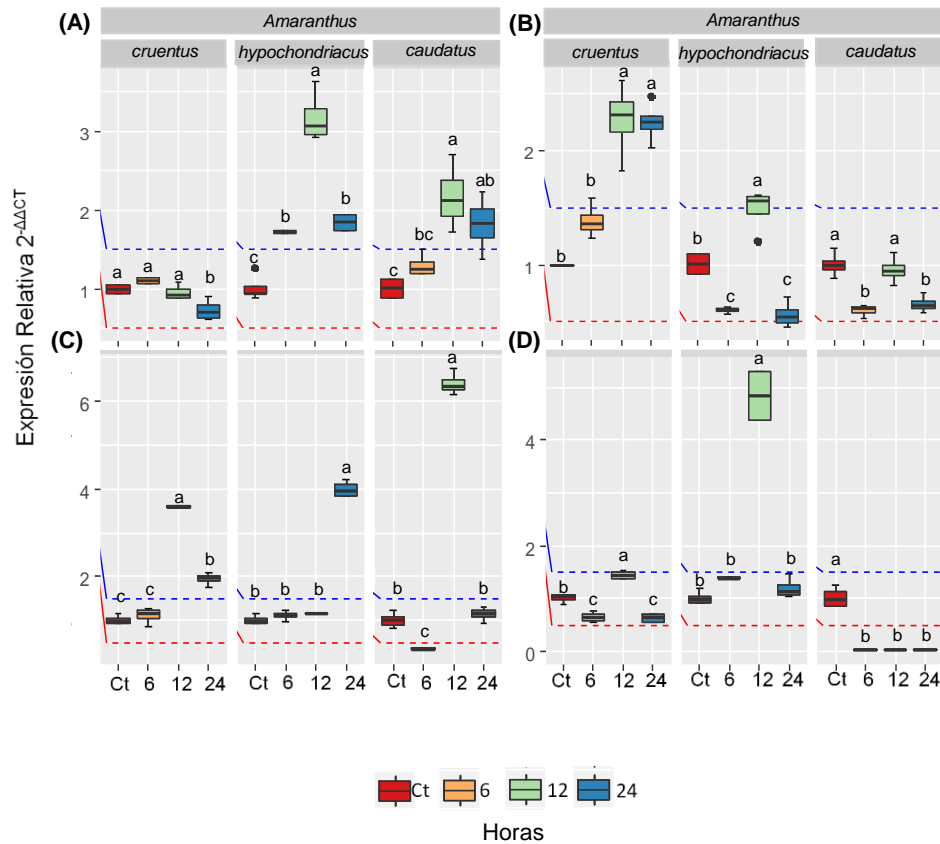 (A)
Amaranthus
cruentus hypochondriacus caudatus
(B)
Amaranthus
cruentus hypochondriacus caudatus
Expresión Relativa 2-ΔΔCT
3
2
1
a a a b
c b a b
c bc a ab
2
1
b b a a
b c a c
a b a b
(C)
6
4
2
c c a b
b b b a
b c a b
(D)
4
2
0
b c a c
b b a b
a b b b
Ct 6 12 24 Ct 6 12 24 Ct 6 12 24
Ct 6 12 24 Ct 6 12 24 Ct 6 12 24
Ct 6 12 24
Horas